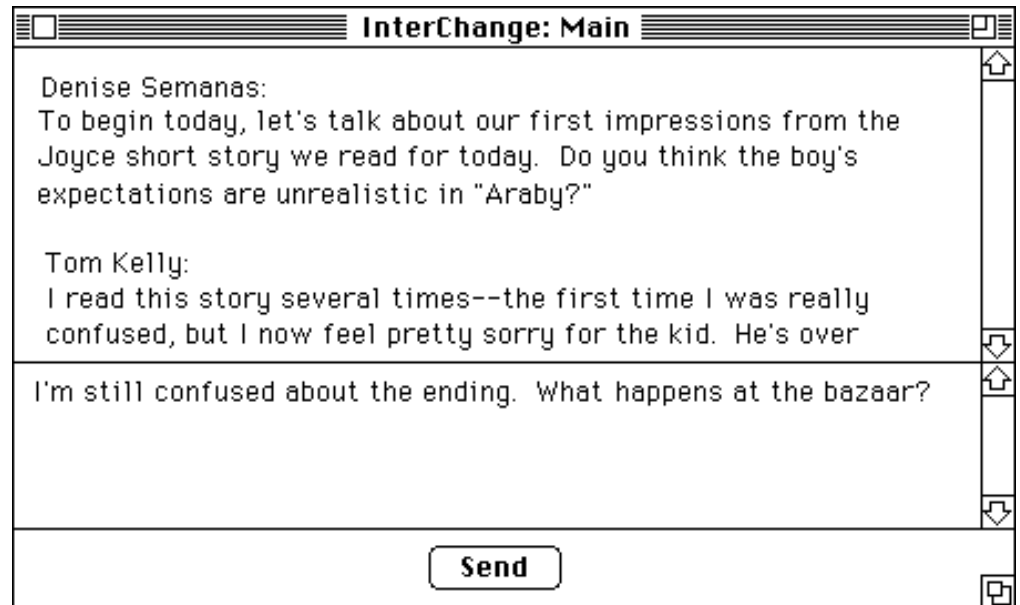 InterChange: Main
Denise Semanas:
To begin today, let's talk about our first impressions from the
Joyce short story we read for today.  Do you think the boy's
expectations are unrealistic in "Araby?"
Tom Kelly:
I read this story several times--the first time I was really
confused, but I now feel pretty sorry for the kid.  He's over
I'm still confused about the ending.  What happens at the bazaar?
Send